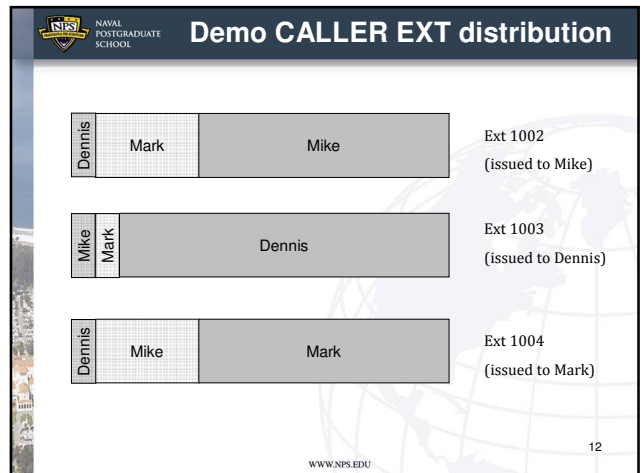 NPS
NAVAL
POSTGRADUATE
SCHOOL
Demo CALLER EXT distribution
Dennis
Mark
Mike
Ext 1002
(issued to Mike)
Mike
Mark
Dennis
Ext 1003
(issued to Dennis)
Dennis
Mike
Mark
Ext 1004
(issued to Mark)
12
WWW.NPS.EDU